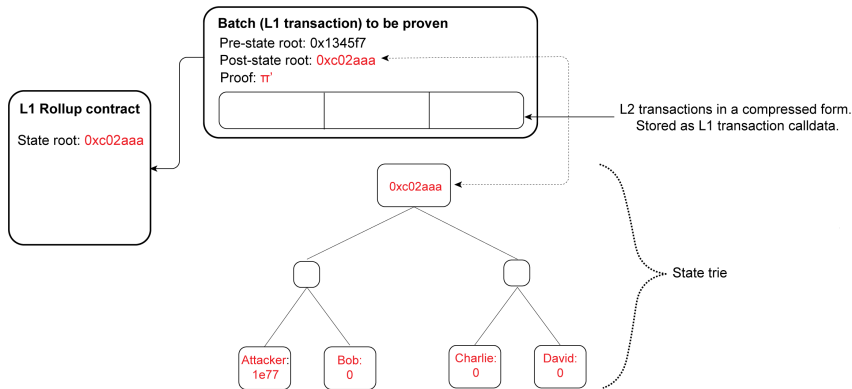 Batch (L1 transaction) to be proven
Pre-state root: 0x1345f7
Post-state root: 0xc02aaa
Proof: π'
L1 Rollup contract
State root: 0xc02aaa
L2 transactions in a compressed form.
Stored as L1 transaction calldata.
0xc02aaa
State trie
Attacker:
1e77
Bob:
0
Charlie:
0
David:
0